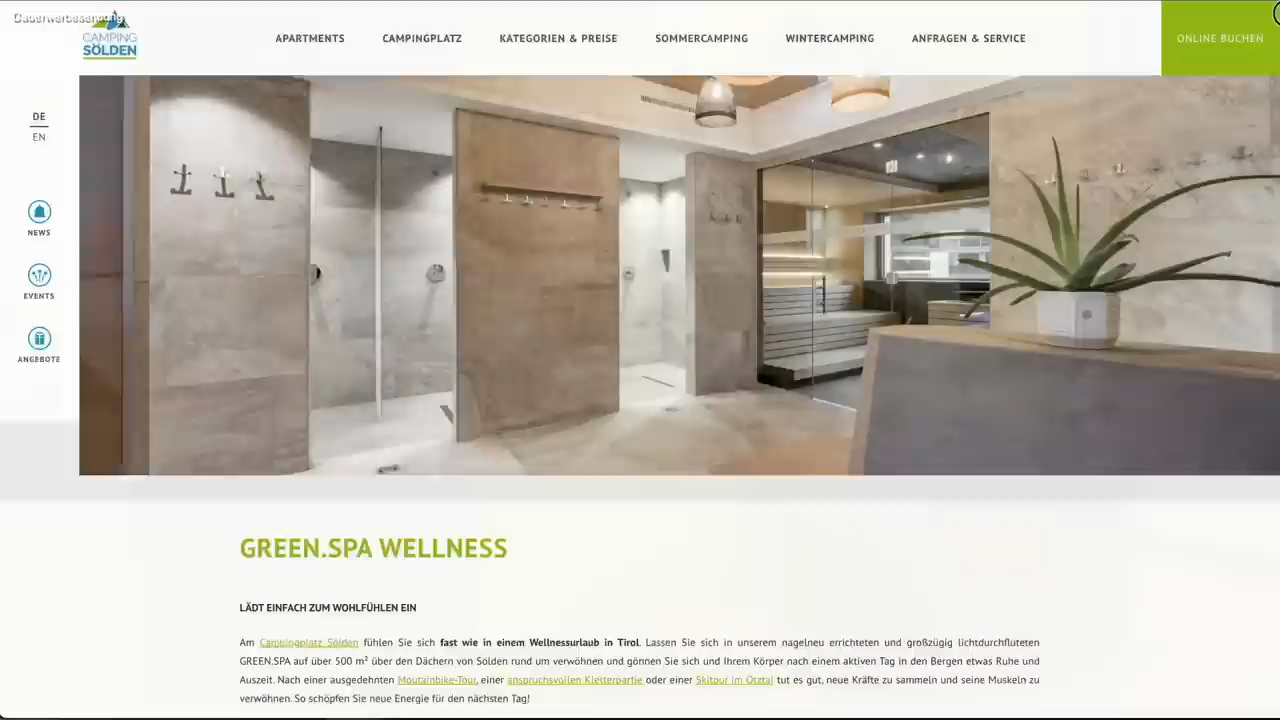 Dauerwerbesendung
CAMPING
SÖLDEN
APARTMENTS CAMPINGPLATZ KATEGORIEN & PREISE SOMMERCAMPING WINTERCAMPING ANFRAGEN & SERVICE ONLINE BUCHEN
DE
EN
NEWS
EVENTS
ANGEBOTE
GREEN.SPA WELLNESS
LÄDT EINFACH ZUM WOHLFÜHLEN EIN
Am Campingplatz Sölden fühlen Sie sich fast wie in einem Wellnessurlaub in Tirol. Lassen Sie sich in unserem nagelneu errichteten und großzügig lichtdurchfluteten
GREEN.SPA auf über 500 m² über den Dächern von Sölden rund um verwöhnen und gönnen Sie sich und Ihrem Körper nach einem aktiven Tag in den Bergen etwas Ruhe und
Auszeit. Nach einer ausgedehnten Moutainbike-Tour, einer anspruchsvollen Kletterpartie oder einer Skitour im Ötztal tut es gut, neue Kräfte zu sammeln und seine Muskeln zu
verwöhnen. So schöpfen Sie neue Energie für den nächsten Tag!